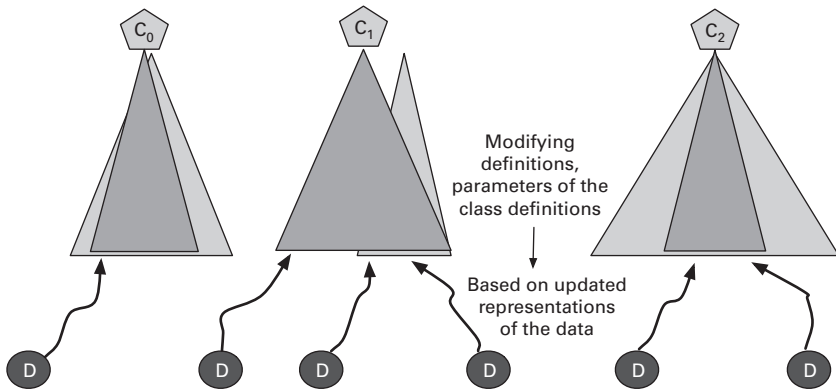 C0
C1
C2
Modifying
definitions,
parameters of the
class definitions
Based on updated
representations
of the data
D
D
D
D
D
D